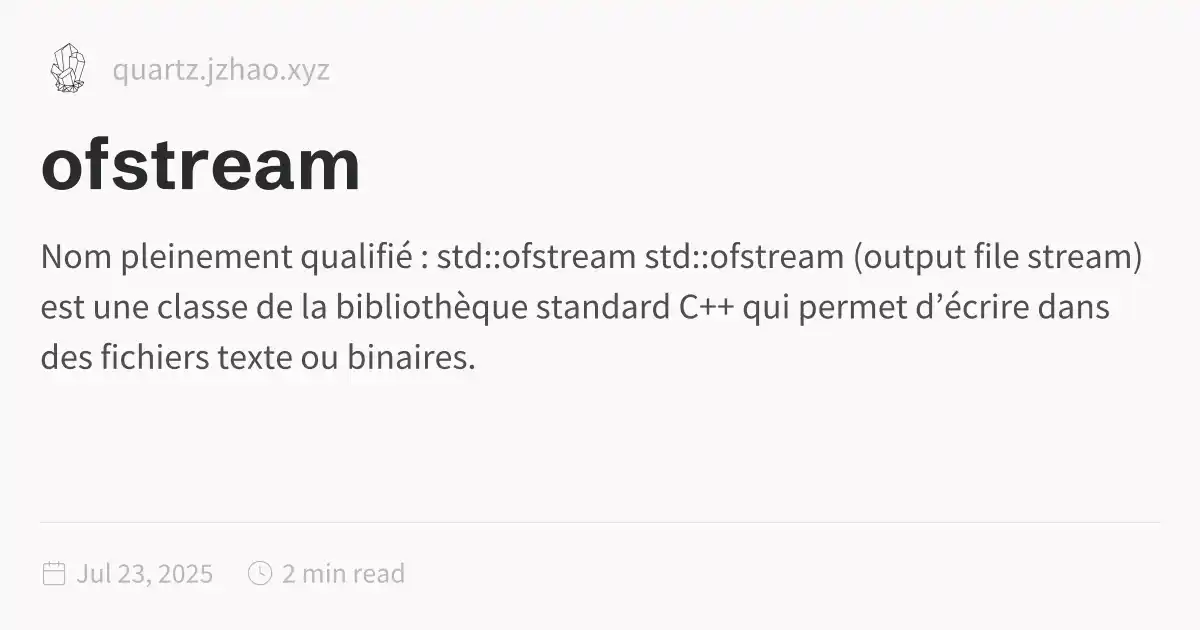 quartz.jzhao.xyz
ofstream
Nom pleinement qualifié : std::ofstream std::ofstream (output file stream)
est une classe de la bibliothèque standard C++ qui permet d’écrire dans
des fichiers texte ou binaires.
Jul 23, 2025 2 min read